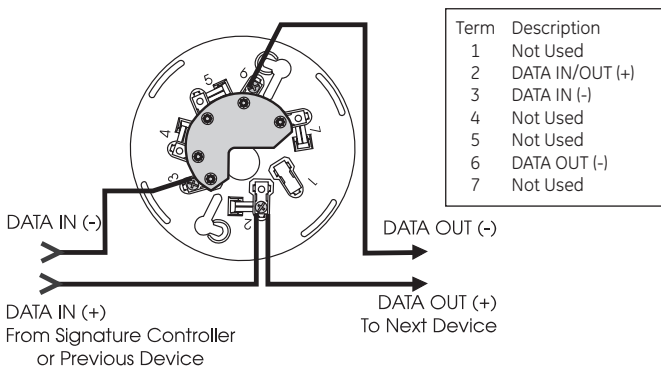 Term Description
1 Not Used
2 DATA IN/OUT (+)
3 DATA IN (-)
4 Not Used
5 Not Used
6 DATA OUT (-)
7 Not Used
6
5
4
7
3
1
2
DATA IN (-)
DATA OUT (-)
DATA IN (+)
From Signature Controller
or Previous Device
DATA OUT (+)
To Next Device